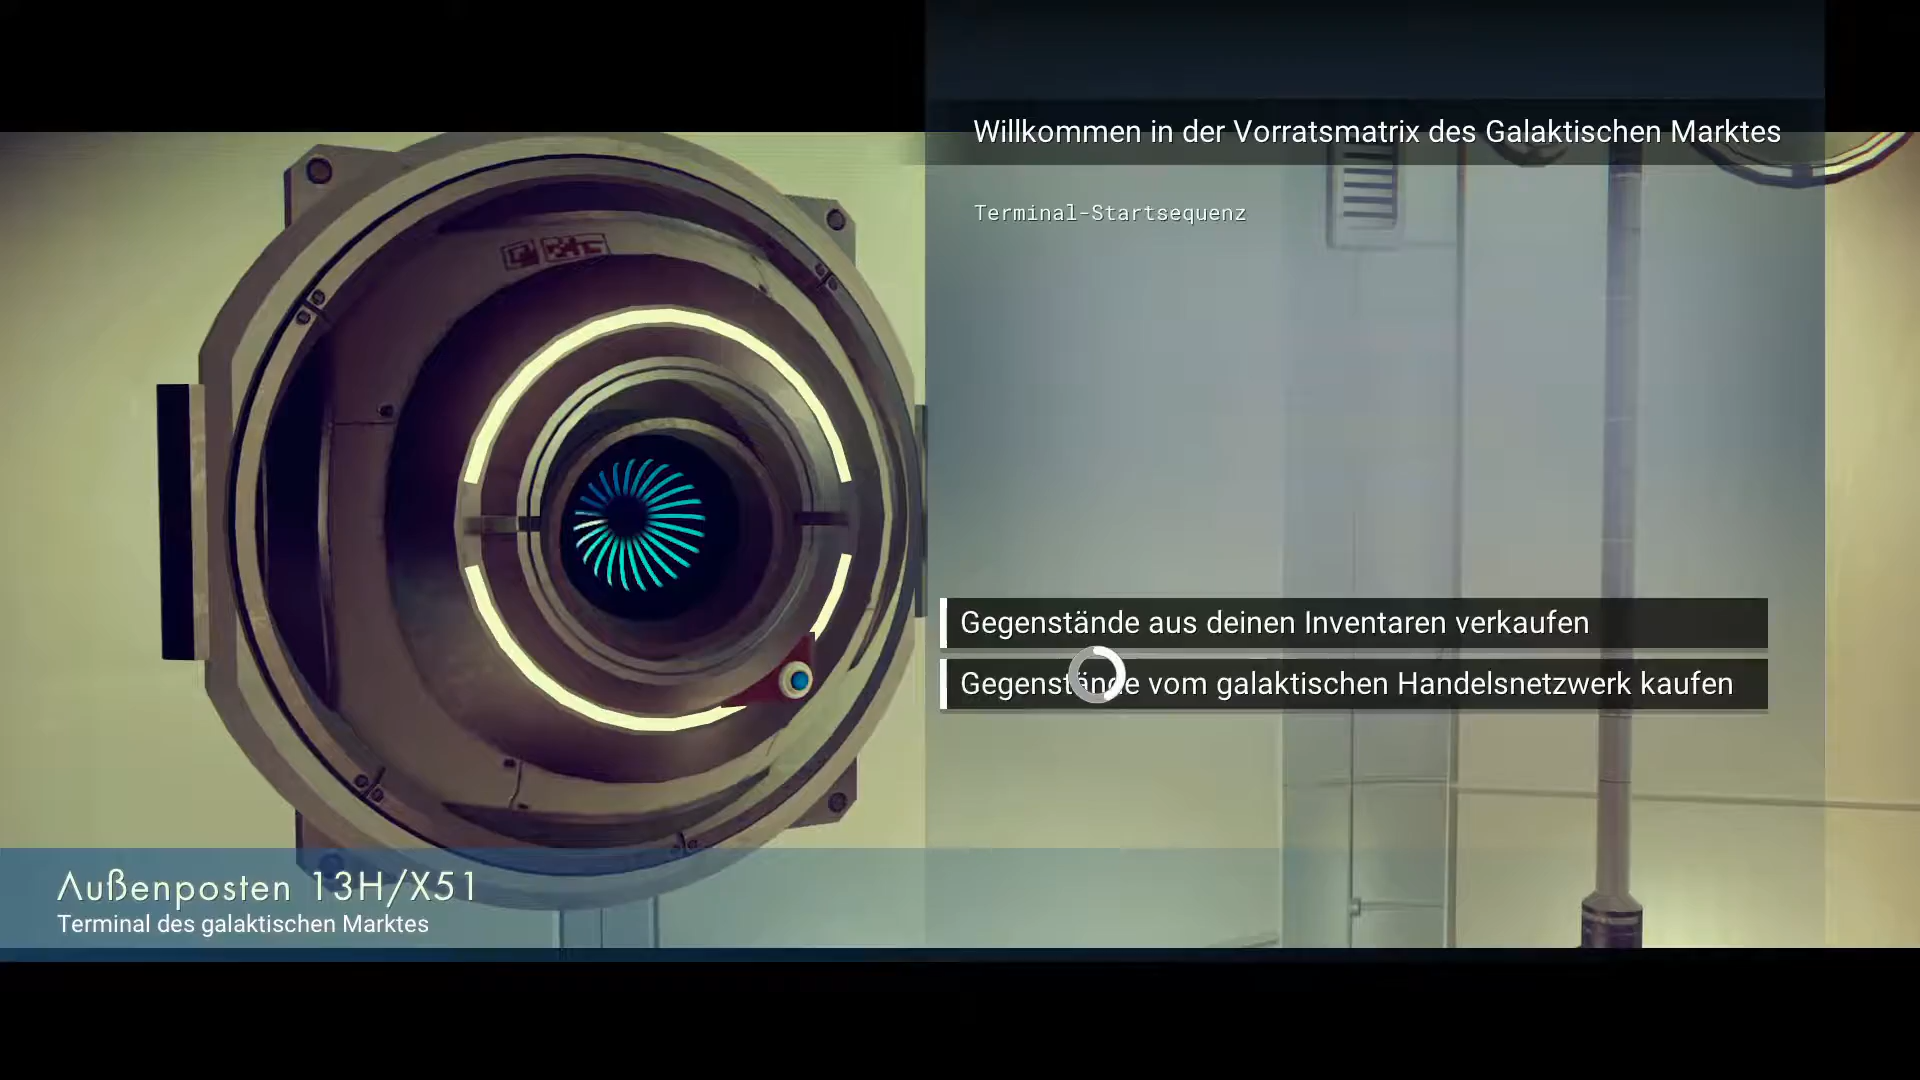 Willkommen in der Vorratsmatrix des Galaktischen Marktes
Terminal-Startsequenz
Gegenstände aus deinen Inventaren verkaufen
Gegenstände vom galaktischen Handelsnetzwerk kaufen
Außenposten 13H/X51
Terminal des galaktischen Marktes